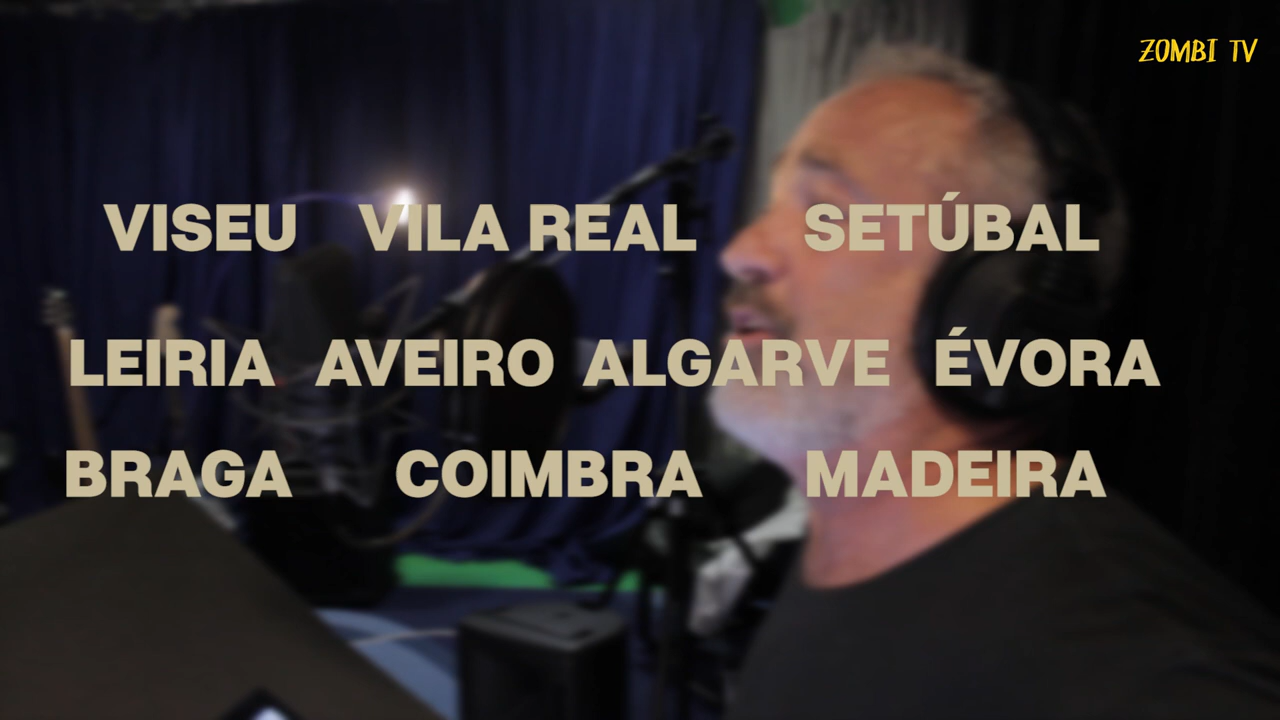 ZOMBI TV
VISEU VILA REAL SETÚBAL
LEIRIA AVEIRO ALGARVE ÉVORA
BRAGA COIMBRA MADEIRA